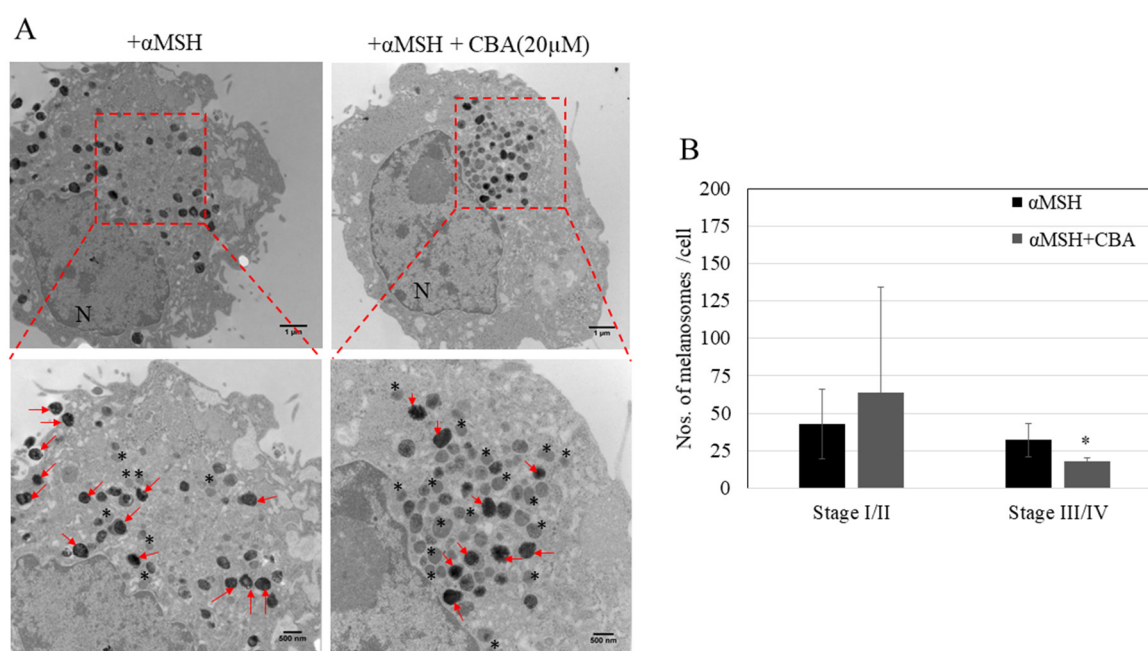 A
+αMSH
+αMSH + CBA(20µM)
N
1 µm
N
1 µm
* * * * * * *
500 nm
* * * * * * * * * * * * * * * *
500 nm
B
Nos. of melanosomes /cell
200
175
150
125
100
75
50
25
0
αMSH
αMSH+CBA
*
Stage I/II
Stage III/IV